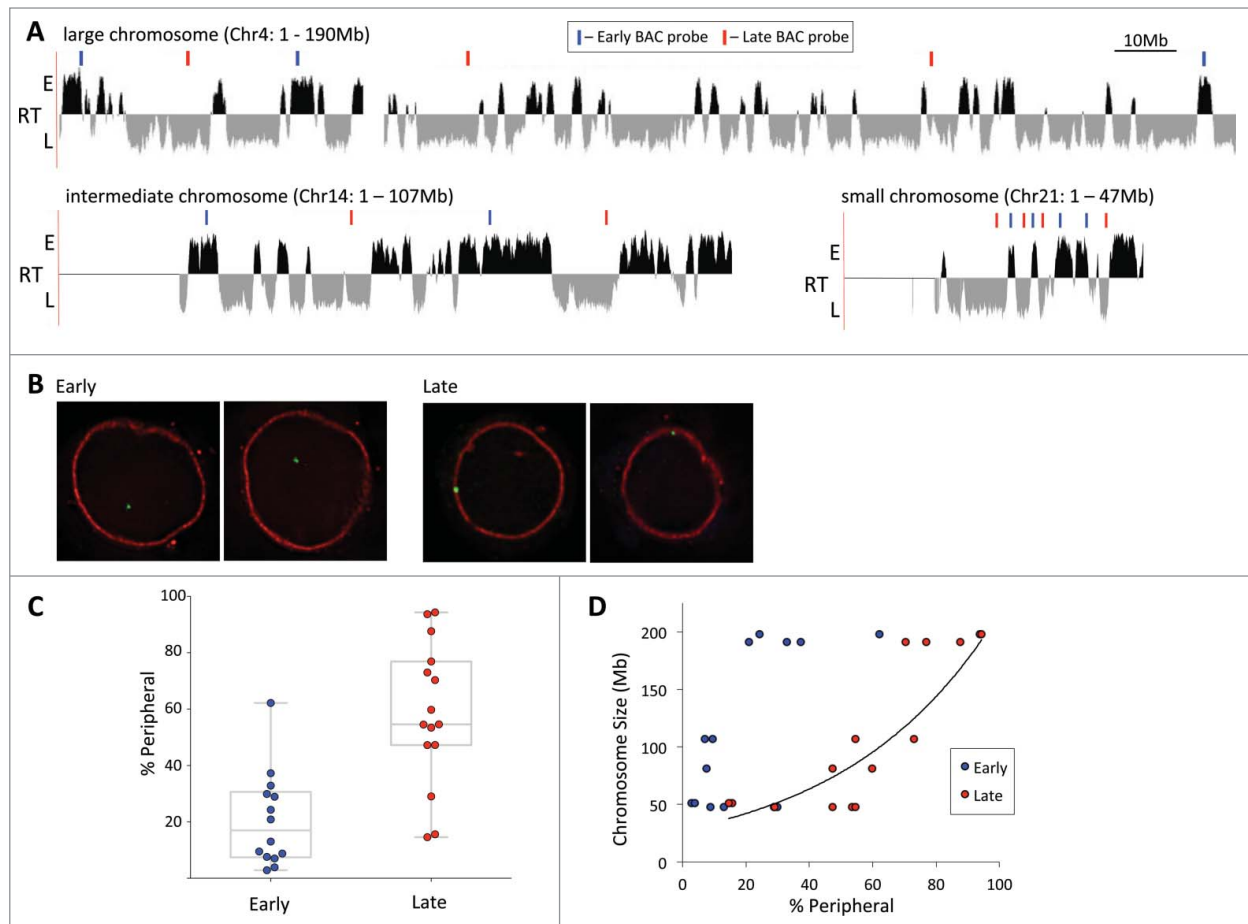 A
large chromosome (Chr4: 1 - 190Mb)
– Early BAC probe
– Late BAC probe
10Mb
E
RT
L
intermediate chromosome (Chr14: 1 – 107Mb)
E
RT
L
small chromosome (Chr21: 1 – 47Mb)
E
RT
L
B
Early
Late
C
% Peripheral
100
80
60
40
20
Early
Late
D
Chromosome Size (Mb)
200
150
100
50
0
0 20 40 60 80 100
% Peripheral
Early
Late